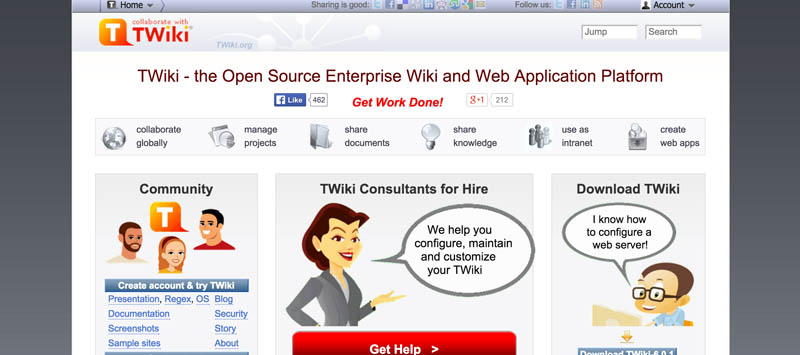 Home
Sharing is good:
Follow us:
Account
collaborate with
TWiki
TWiki.org
Jump
Search
TWiki - the Open Source Enterprise Wiki and Web Application Platform
Like 462
Get Work Done!
+1 212
collaborate
globally
manage
projects
share
documents
share
knowledge
use as
intranet
create
web apps
Community
Create account & try TWiki
Presentation, Regex, OS Blog
Documentation Security
Screenshots Story
Sample sites About
TWiki Consultants for Hire
We help you
configure, maintain
and customize
your TWiki
Get Help >
Download TWiki
I know how
to configure a
web server!
Download TWiki-6.0.1